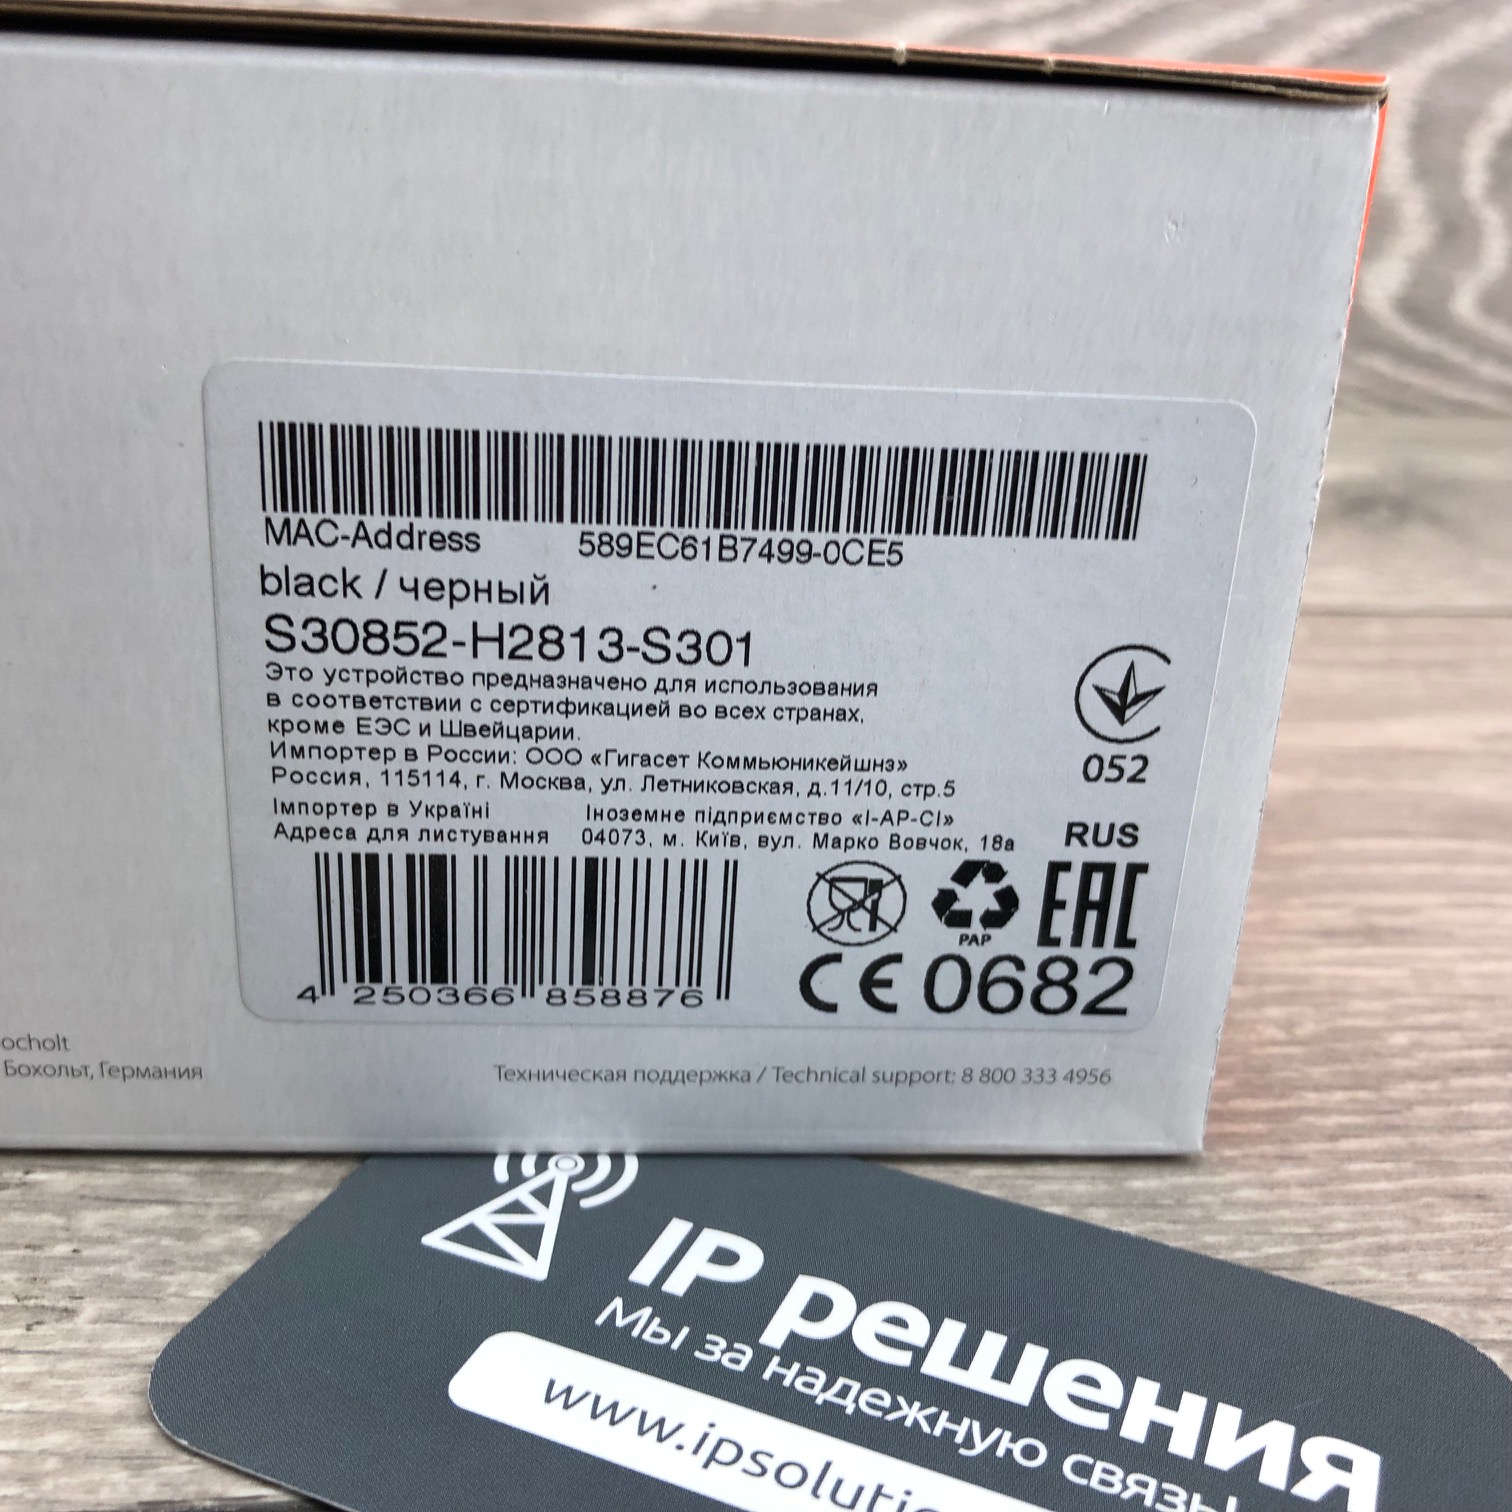 MAC-Address 589EC61B7499-0CE5
black / черный
S30852-H2813-S301
Это устройство предназначено для использования
в соответствии с сертификацией во всех странах,
кроме ЕЭС и Швейцарии.
Импортер в России: ООО «Гигасет Коммьюникейшнз»
Россия, 115114, г. Москва, ул. Летниковская, д.11/10, стр.5
Імпортер в Україні Іноземне підприємство «I-AP-CI»
Адреса для листування 04073, м. Київ, вул. Марко Вовчок, 18а
052
RUS
PAP
EAC
CE 0682
4 250366 858876
ocholt
Бохольт, Германия
Техническая поддержка / Technical support: 8 800 333 4956
IP решения
Мы за надежную связь
www.ipsoluti